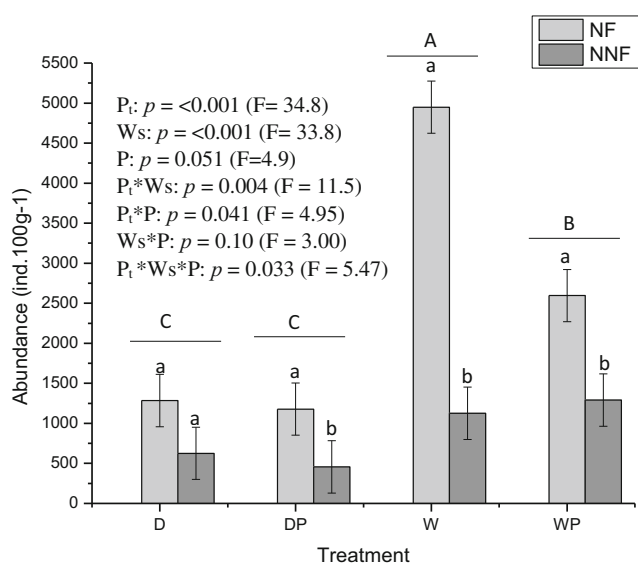 NF
NNF
Abundance (ind.100g-1)
5500
5000
4500
4000
3500
3000
2500
2000
1500
1000
500
0
Pt: p = <0.001 (F= 34.8)
Ws: p = <0.001 (F= 33.8)
P: p = 0.051 (F=4.9)
Pt*Ws: p = 0.004 (F = 11.5)
Pt*P: p = 0.041 (F = 4.95)
Ws*P: p = 0.10 (F = 3.00)
Pt*Ws*P: p = 0.033 (F = 5.47)
C
C
A
B
a
a
a
b
a
b
a
b
D
DP
W
WP
Treatment